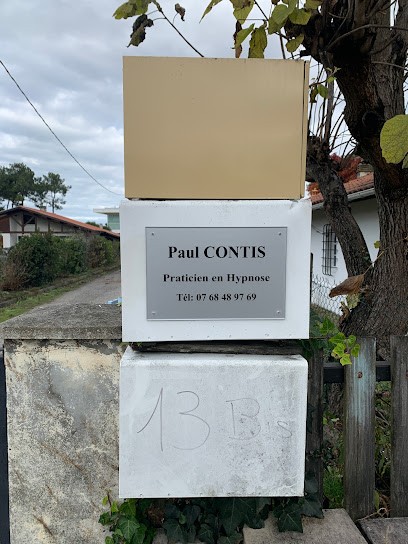 Paul CONTIS
Praticien en Hypnose
Tél: 07 68 48 97 69
13 Bis